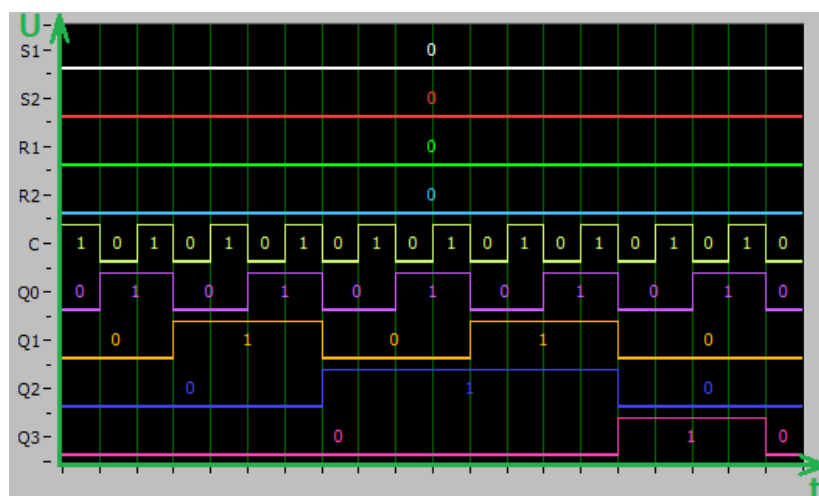 U
S1- 0
S2- 0
R1- 0
R2- 0
C- 1 0 1 0 1 0 1 0 1 0 1 0 1 0 1 0 1 0 1 0
Q0- 0 1 0 1 0 1 0 1 0 1 0
Q1- 0 1 0 1 0
Q2- 0 1 0
Q3- 0 1 0
t